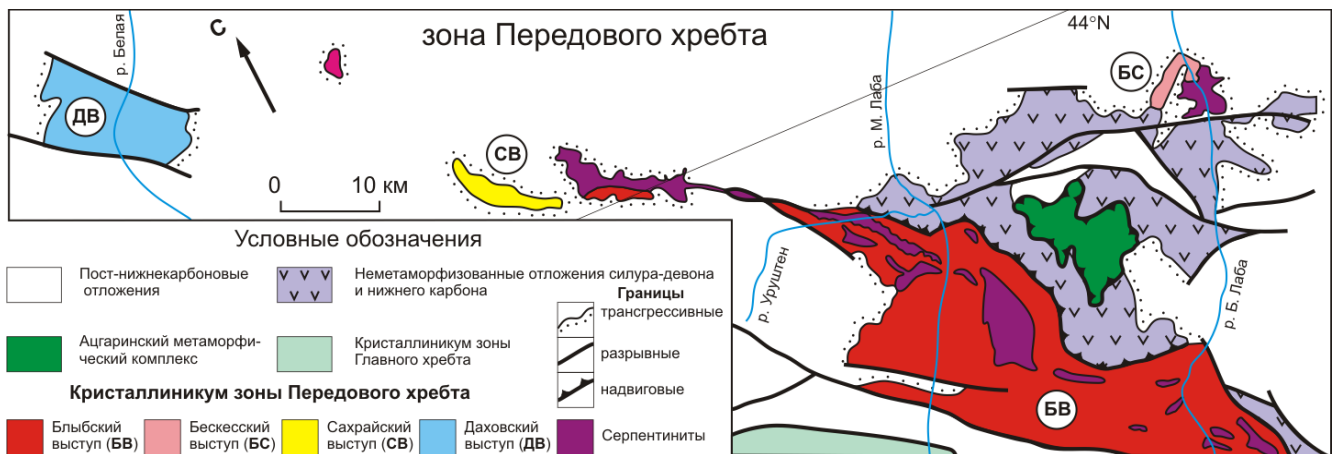 зона Передового хребта
С
р. Белая
ДВ
0 10 км
СВ
р. М. Лаба
44°N
БС
р. Уруштен
р. Б. Лаба
БВ
Условные обозначения
Пост-нижнекарбоновые
отложения
Неметаморфизованные отложения силура-девона
и нижнего карбона
Ацгаринский метаморфи-
ческий комплекс
Кристаллиникум зоны
Главного хребта
Границы
трансгрессивные
разрывные
надвиговые
Кристаллиникум зоны Передового хребта
Блыбский
выступ (БВ)
Бескесский
выступ (БС)
Сахрайский
выступ (СВ)
Даховский
выступ (ДВ)
Серпентиниты